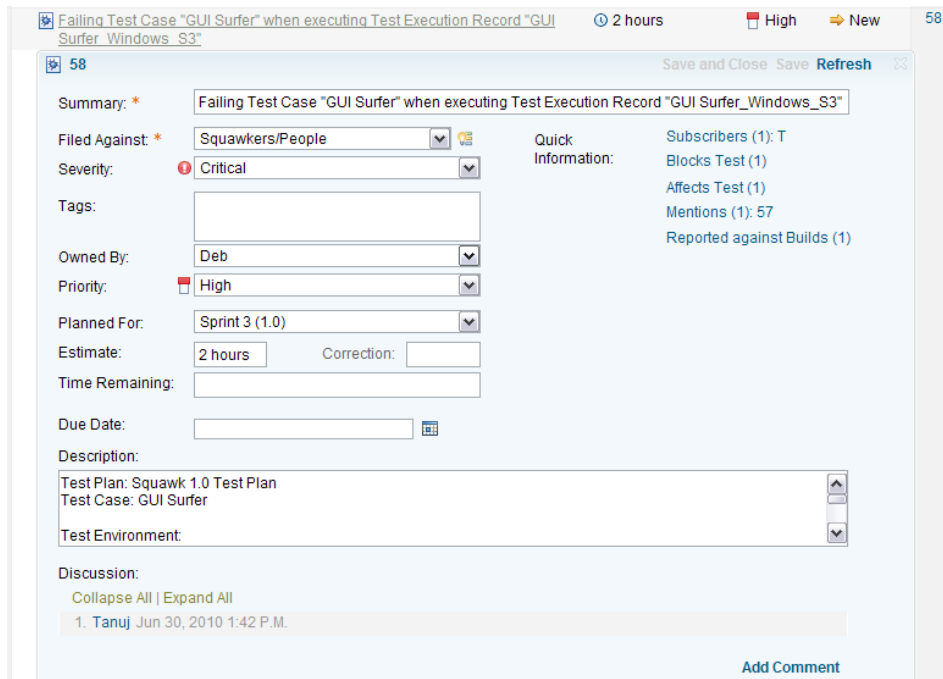 Failing Test Case "GUI Surfer" when executing Test Execution Record "GUI 2 hours High New 58
Surfer_Windows_S3"
58 Save and Close Save Refresh
Summary: * Failing Test Case "GUI Surfer" when executing Test Execution Record "GUI Surfer_Windows_S3"
Filed Against: * Squawkers/People Quick Information: Subscribers (1): T
Severity: Critical Blocks Test (1)
Affects Test (1)
Tags: Mentions (1): 57
Reported against Builds (1)
Owned By: Deb
Priority: High
Planned For: Sprint 3 (1.0)
Estimate: 2 hours Correction:
Time Remaining:
Due Date:
Description:
Test Plan: Squawk 1.0 Test Plan
Test Case: GUI Surfer
Test Environment:
Discussion:
Collapse All | Expand All
1. Tanuj Jun 30, 2010 1:42 P.M.
Add Comment